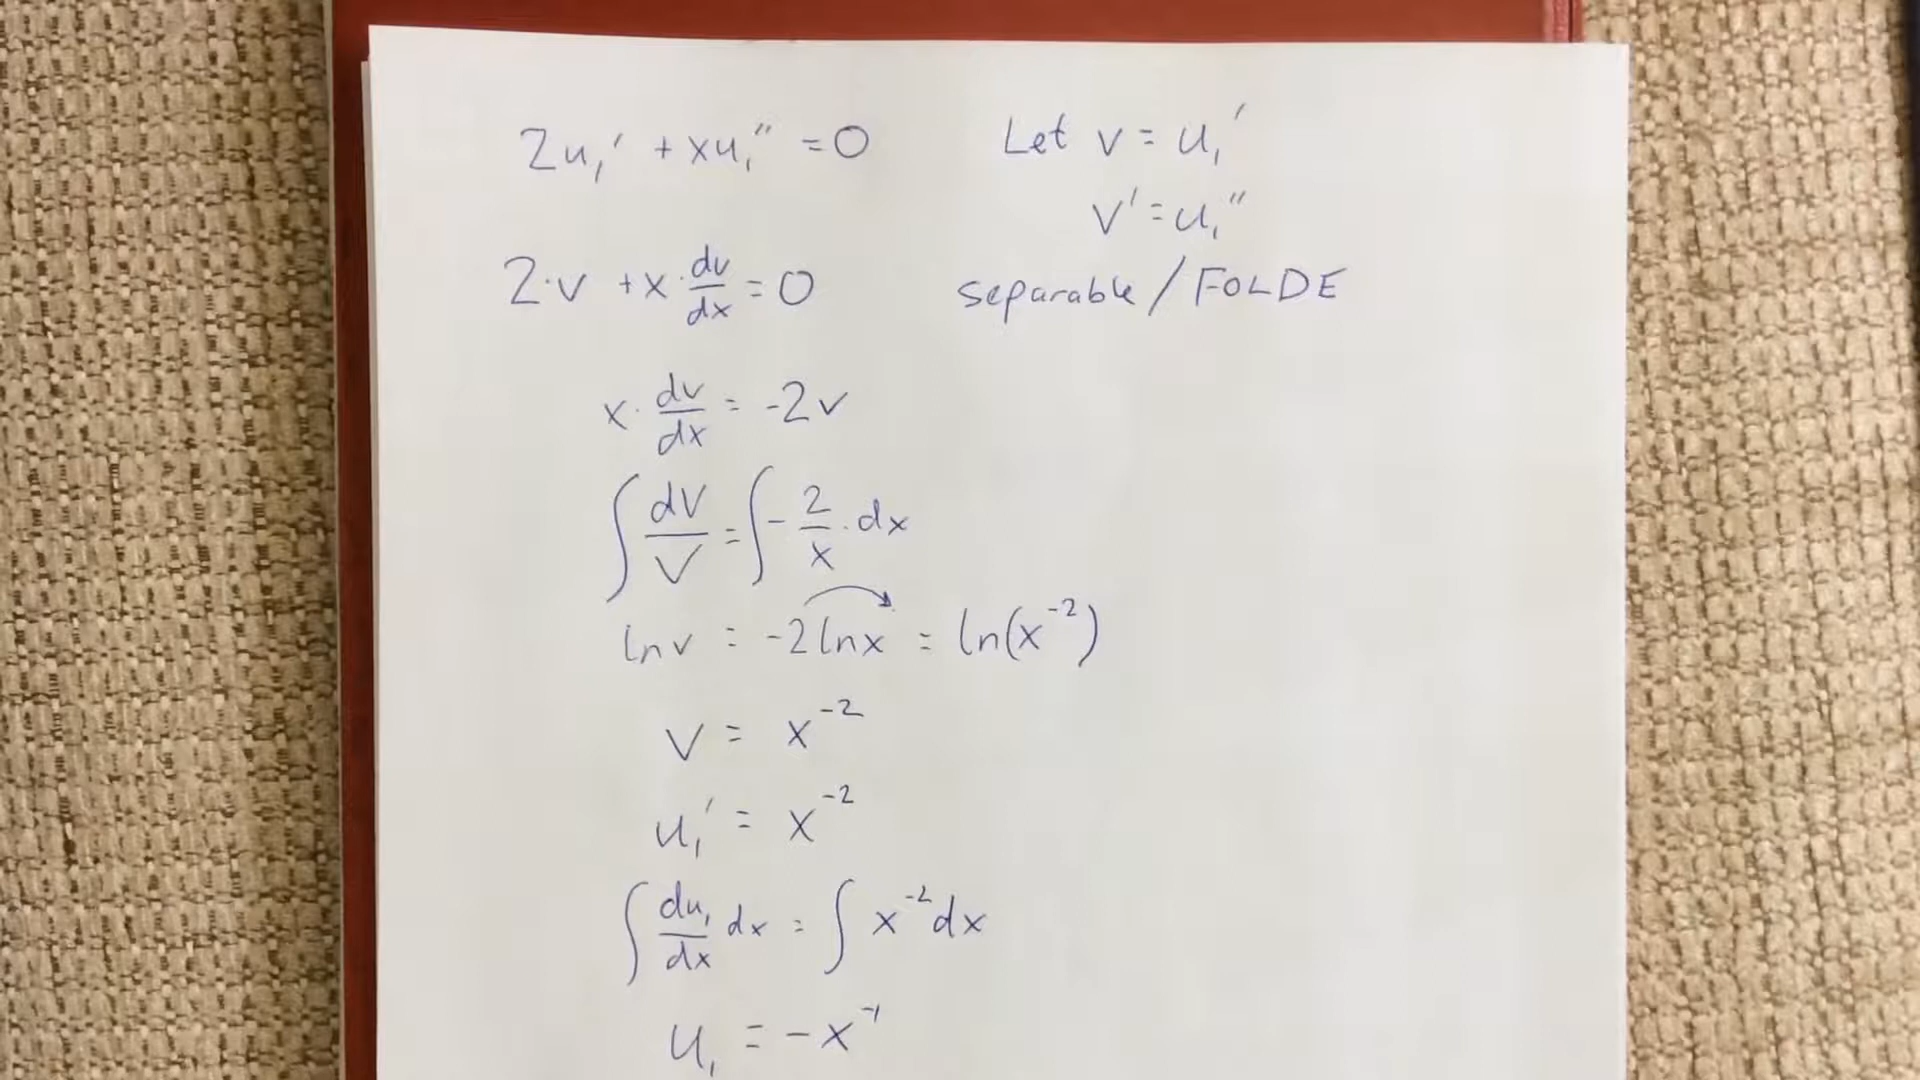 2u₁' + xu₁'' = 0 Let v = u₁'
v' = u₁''
2·v + x·dv/dx = 0 separable / FOLDE
x·dv/dx = -2v
∫ dv/v = ∫ -2/x · dx
ln v = -2 ln x = ln(x⁻²)
v = x⁻²
u₁' = x⁻²
∫ du₁/dx dx = ∫ x⁻² dx
u₁ = -x⁻¹